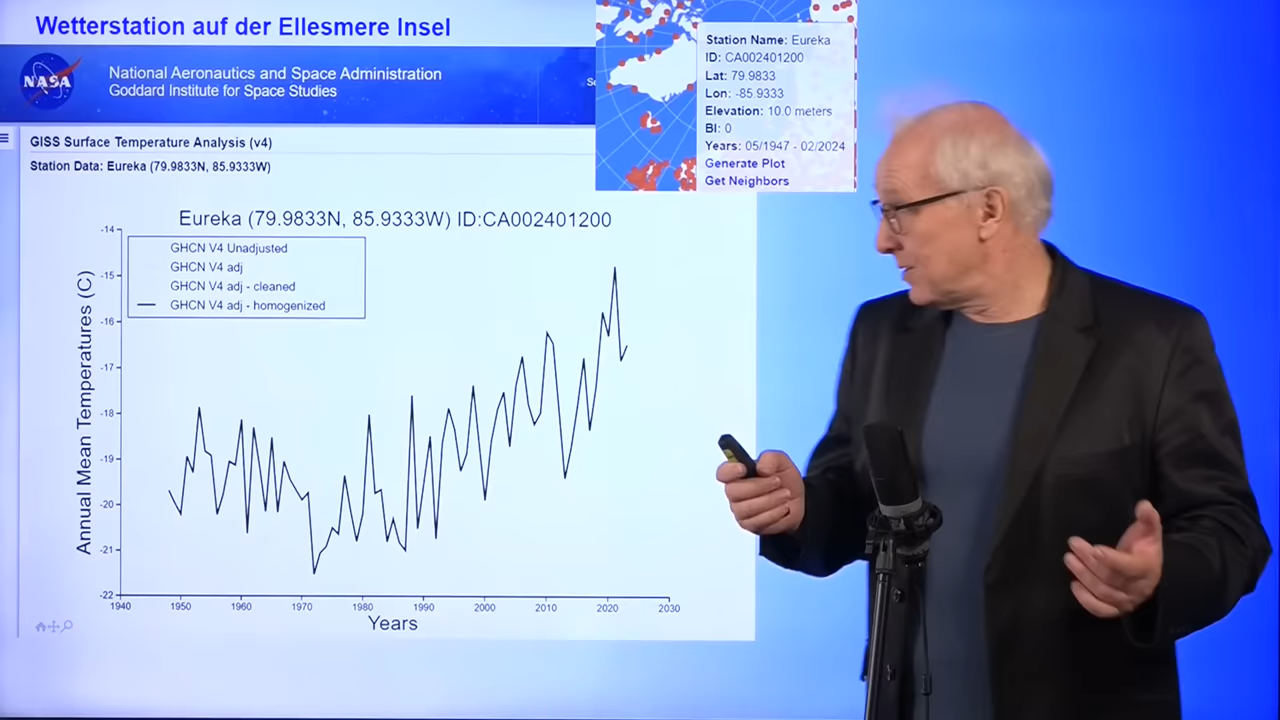 Wetterstation auf der Ellesmere Insel
NASA
National Aeronautics and Space Administration
Goddard Institute for Space Studies
GISS Surface Temperature Analysis (v4)
Station Data: Eureka (79.9833N, 85.9333W)
Station Name: Eureka
ID: CA002401200
Lat: 79.9833
Lon: -85.9333
Elevation: 10.0 meters
BI: 0
Years: 05/1947 - 02/2024
Generate Plot
Get Neighbors
Eureka (79.9833N, 85.9333W) ID:CA002401200
GHCN V4 Unadjusted
GHCN V4 adj
GHCN V4 adj - cleaned
GHCN V4 adj - homogenized
Annual Mean Temperatures (C)
-14
-15
-16
-17
-18
-19
-20
-21
-22
1940 1950 1960 1970 1980 1990 2000 2010 2020 2030
Years